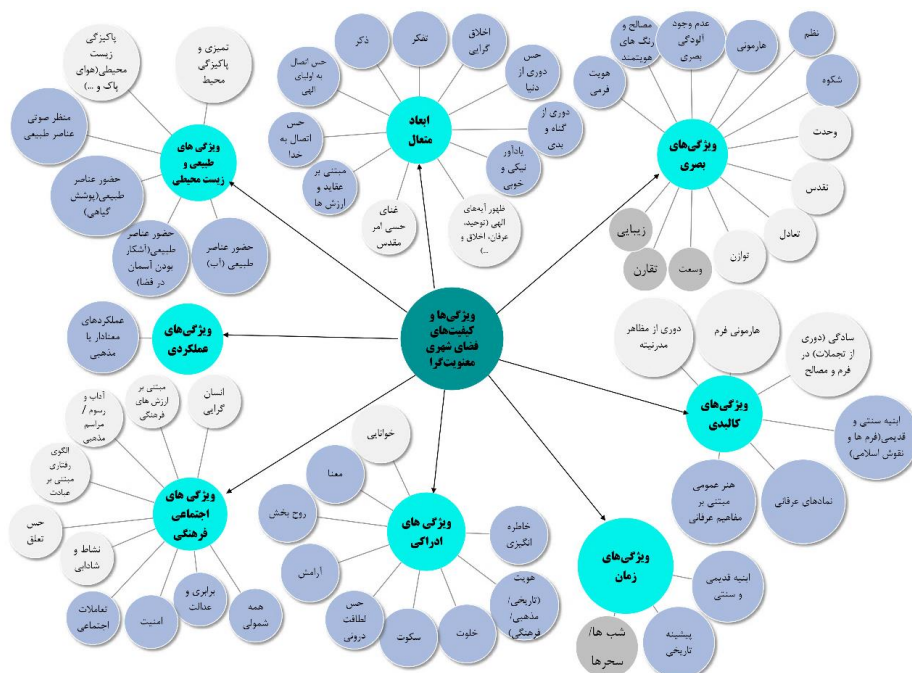 ویژگی‌ها و
کیفیت‌های
فضای شهری
معنویت‌گرا
ویژگی‌های
بصری
نظم
شکوه
وحدت
تقدس
تعادل
توازن
وسعت
تقارن
زیبایی
هویت
فرمی
مصالح و
رنگ های
هویتمند
عدم وجود
آلودگی
بصری
هارمونی
ابعاد
متعال
اخلاق
گرایی
حس
دوری از
دنیا
دوری از
گناه و
بدی
یادآور
نیکی و
خوبی
ظهور آیه‌های
الهی (توحید،
عرفان، اخلاق و
...)
غنای
حسی امر
مقدس
مبتنی بر
عقاید و
ارزش ها
حس
اتصال به
خدا
حس اتصال
به اولیای
الهی
ذکر
تفکر
ویژگی های
طبیعی و
زیست محیطی
تمیزی و
پاکیزگی
محیط
پاکیزگی
زیست
محیطی(هوای
پاک و ...)
منظر صوتی
عناصر طبیعی
حضور عناصر
طبیعی(پوشش
گیاهی)
حضور عناصر
طبیعی(آشکار
بودن آسمان
در فضا)
حضور عناصر
طبیعی (آب)
ویژگی‌های
عملکردی
عملکردهای
معنادار یا
مذهبی
ویژگی های
اجتماعی
فرهنگی
انسان
گرایی
مبتنی بر
ارزش های
فرهنگی
آداب و
رسوم /
مراسم
مذهبی
الگوی
رفتاری
مبتنی بر
عبادت
حس
تعلق
نشاط و
شادابی
تعاملات
اجتماعی
امنیت
برابری و
عدالت
همه
شمولی
ویژگی های
ادراکی
خوانایی
معنا
روح بخش
آرامش
حس
لطافت
درونی
سکوت
خلوت
هویت
(تاریخی/
مذهبی/
فرهنگی)
خاطره
انگیزی
ویژگی‌های
زمان
ابنیه قدیمی
و سنتی
پیشینه
تاریخی
شب ها/
سحرها
ویژگی‌های
کالبدی
دوری از مظاهر
مدرنیته
هارمونی فرم
سادگی (دوری
از تجملات) در
فرم و مصالح
ابنیه سنتی و
قدیمی(فرم ها و
نقوش اسلامی)
نمادهای عرفانی
هنر عمومی
مبتنی بر
مفاهیم عرفانی